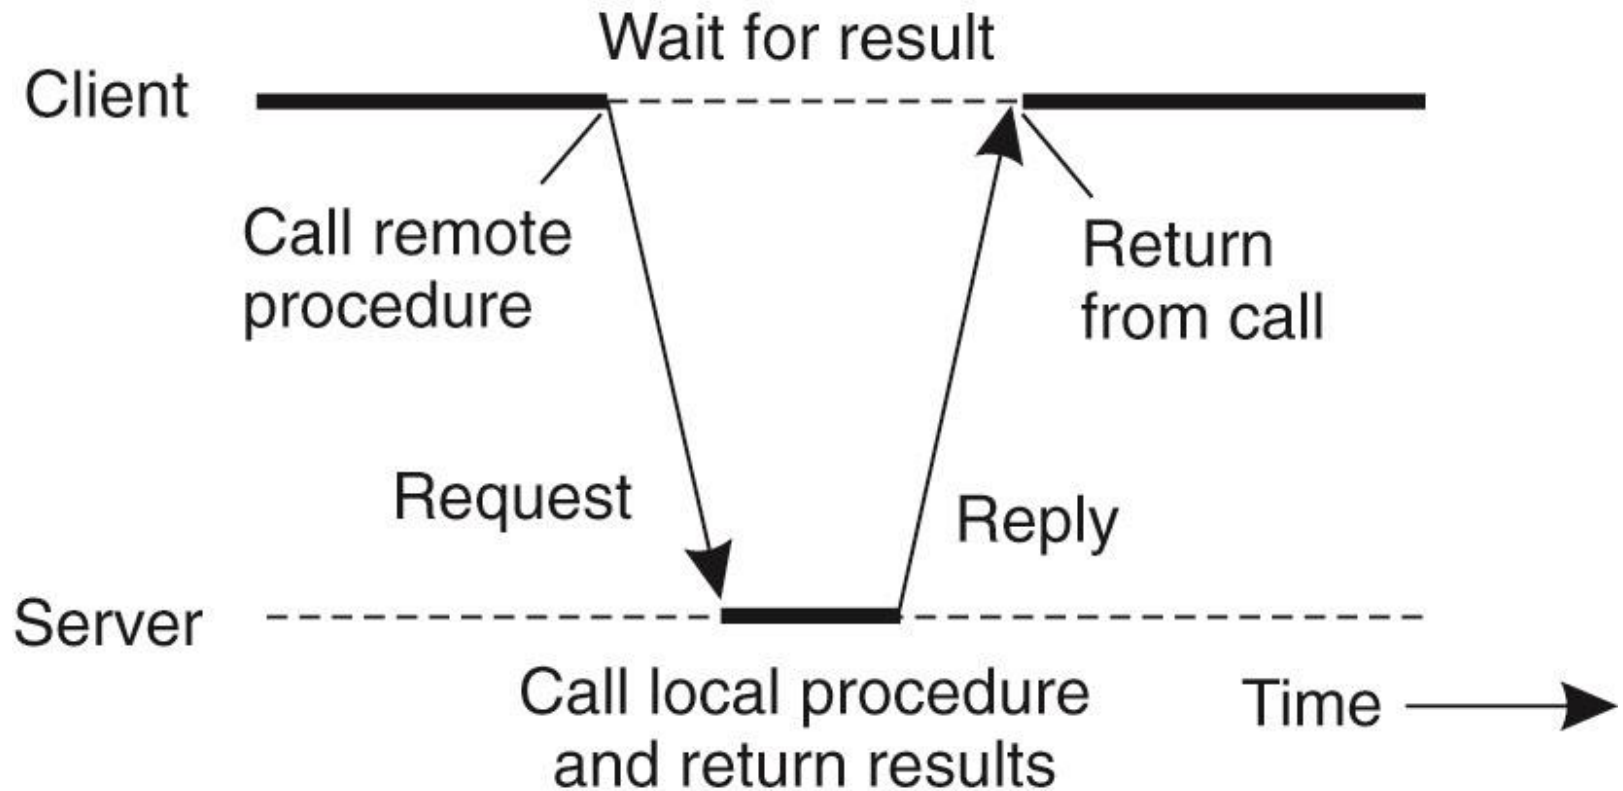 Wait for result
Client
Call remote
procedure
Return
from call
Request
Reply
Server
Call local procedure
and return results
Time